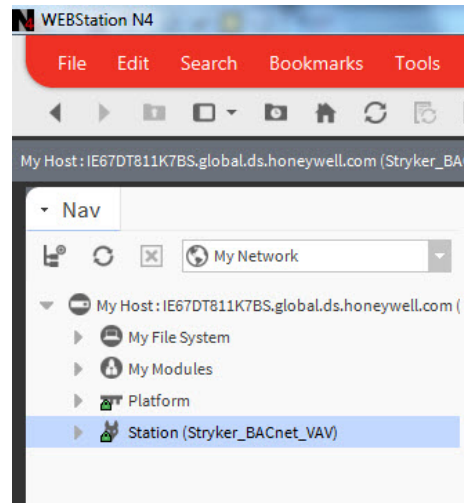 WEBStation N4
File Edit Search Bookmarks Tools
My Host : IE67DT811K7BS.global.ds.honeywell.com (Stryker_BA
Nav
My Network
My Host : IE67DT811K7BS.global.ds.honeywell.com (
My File System
My Modules
Platform
Station (Stryker_BACnet_VAV)